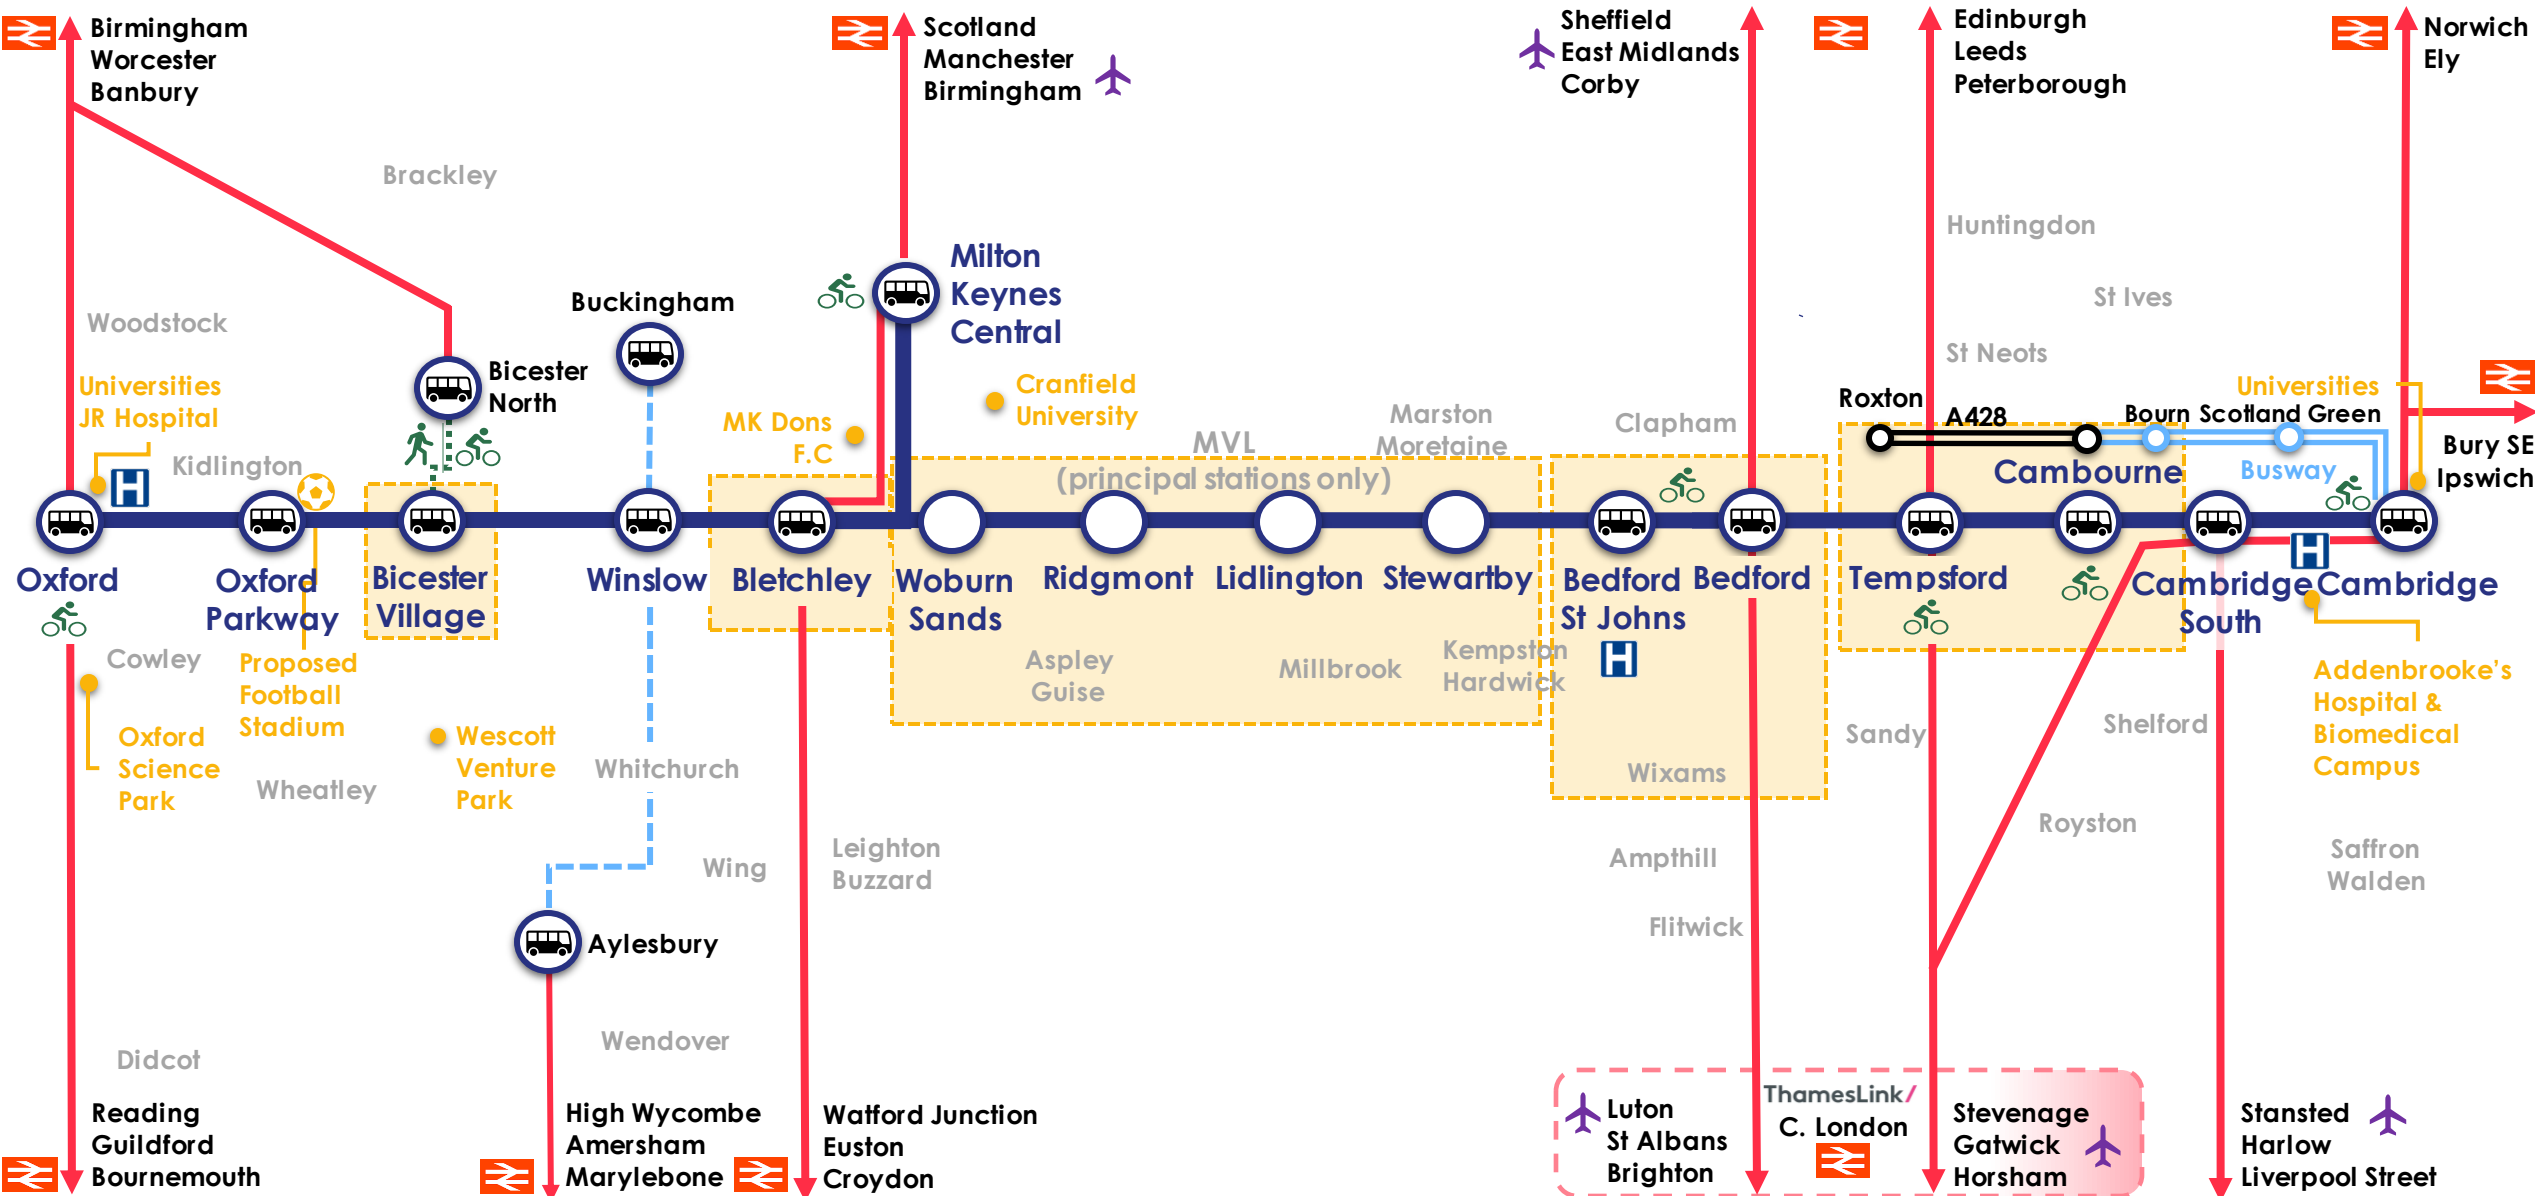 Birmingham
Worcester
Banbury
Scotland
Manchester
Birmingham
Sheffield
East Midlands
Corby
Edinburgh
Leeds
Peterborough
Norwich
Ely
Brackley
Huntingdon
St Ives
St Neots
Woodstock
Buckingham
Milton
Keynes
Central
Universities
JR Hospital
Bicester
North
Cranfield
University
MK Dons
F.C
Marston
Moretaine
MVL
(principal stations only)
Clapham
Roxton
A428
Universities
Bourn
Scotland Green
Cambourne
Busway
Bury SE
Ipswich
Kidlington
H
Oxford
Oxford
Parkway
Bicester
Village
Winslow
Bletchley
Woburn
Sands
Ridgmont
Lidlington
Stewartby
Bedford
St Johns
Bedford
Tempsford
H
Cambridge
South
Cambridge
Cowley
Proposed
Football
Stadium
Aspley
Guise
Millbrook
Kempston
Hardwick
H
Addenbrooke's
Hospital &
Biomedical
Campus
Oxford
Science
Park
Wescott
Venture
Park
Wheatley
Whitchurch
Wixams
Sandy
Shelford
Wing
Leighton
Buzzard
Ampthill
Royston
Saffron
Walden
Flitwick
Aylesbury
Wendover
Didcot
Reading
Guildford
Bournemouth
High Wycombe
Amersham
Marylebone
Watford Junction
Euston
Croydon
ThamesLink/
Luton
St Albans
Brighton
C. London
Stevenage
Gatwick
Horsham
Stansted
Harlow
Liverpool Street